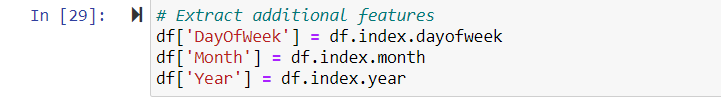 In [29]: # Extract additional features
df['DayOfWeek'] = df.index.dayofweek
df['Month'] = df.index.month
df['Year'] = df.index.year